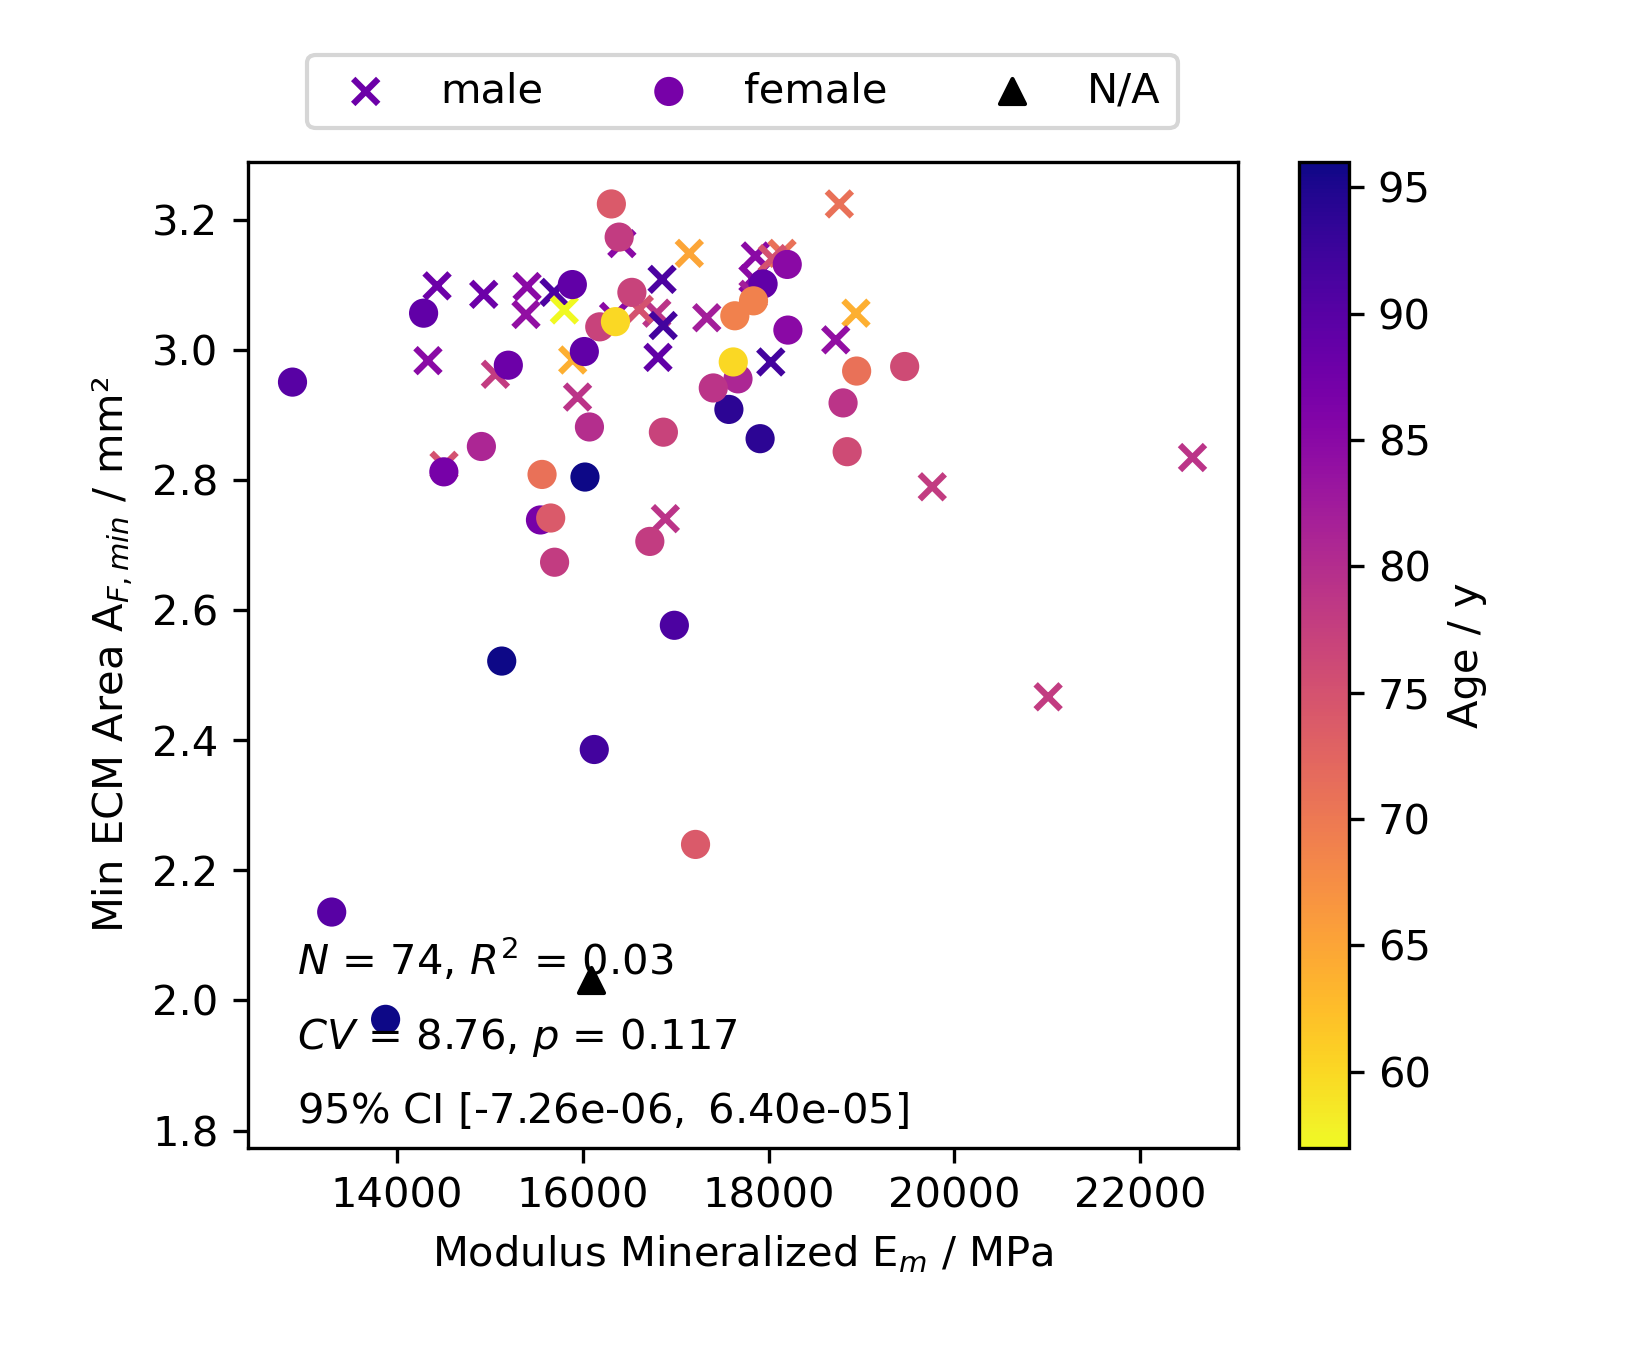 male female N/A
3.2
3.0
2.8
2.6
2.4
2.2
2.0
1.8
Min ECM Area A_F,min / mm²
N = 74, R² = 0.03
CV = 8.76, p = 0.117
95% CI [-7.26e-06, 6.40e-05]
14000 16000 18000 20000 22000
Modulus Mineralized E_m / MPa
95
90
85
80
75
70
65
60
Age / y